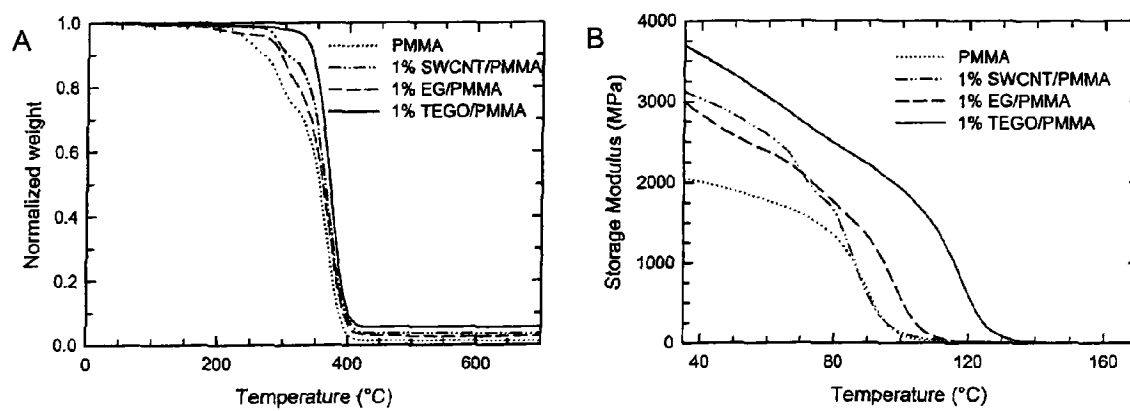 A
Normalized weight
1.0
0.8
0.6
0.4
0.2
0.0
0
200
400
600
Temperature (°C)
PMMA
1% SWCNT/PMMA
1% EG/PMMA
1% TEGO/PMMA
B
Storage Modulus (MPa)
4000
3000
2000
1000
0
40
80
120
160
Temperature (°C)
PMMA
1% SWCNT/PMMA
1% EG/PMMA
1% TEGO/PMMA